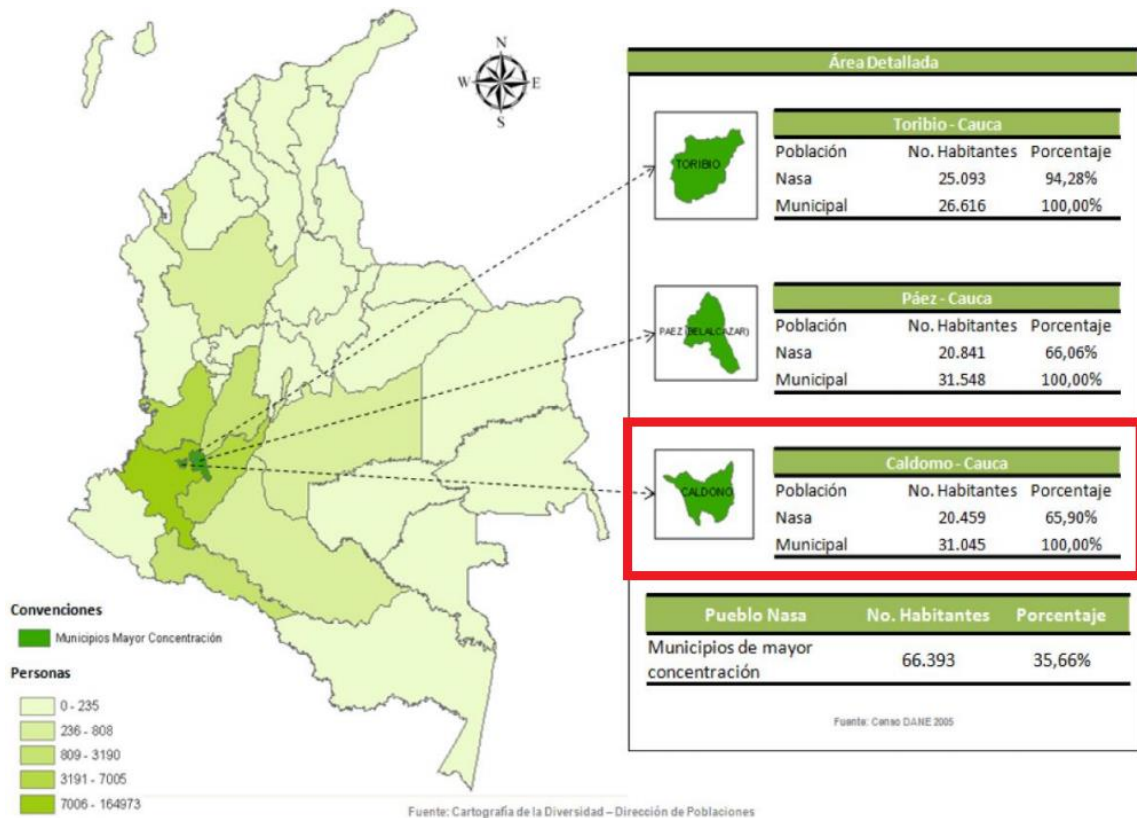 N
W E
S
Área Detallada
TORIBIO
Toribio - Cauca
Población No. Habitantes Porcentaje
Nasa 25.093 94,28%
Municipal 26.616 100,00%
PAEZ (BELALCAZAR)
Páez - Cauca
Población No. Habitantes Porcentaje
Nasa 20.841 66,06%
Municipal 31.548 100,00%
CALDONO
Caldomo - Cauca
Población No. Habitantes Porcentaje
Nasa 20.459 65,90%
Municipal 31.045 100,00%
Pueblo Nasa No. Habitantes Porcentaje
Municipios de mayor
concentración 66.393 35,66%
Fuente: Censo DANE 2005
Convenciones
Municipios Mayor Concentración
Personas
0 - 235
236 - 808
809 - 3190
3191 - 7005
7006 - 164973
Fuente: Cartografía de la Diversidad – Dirección de Poblaciones